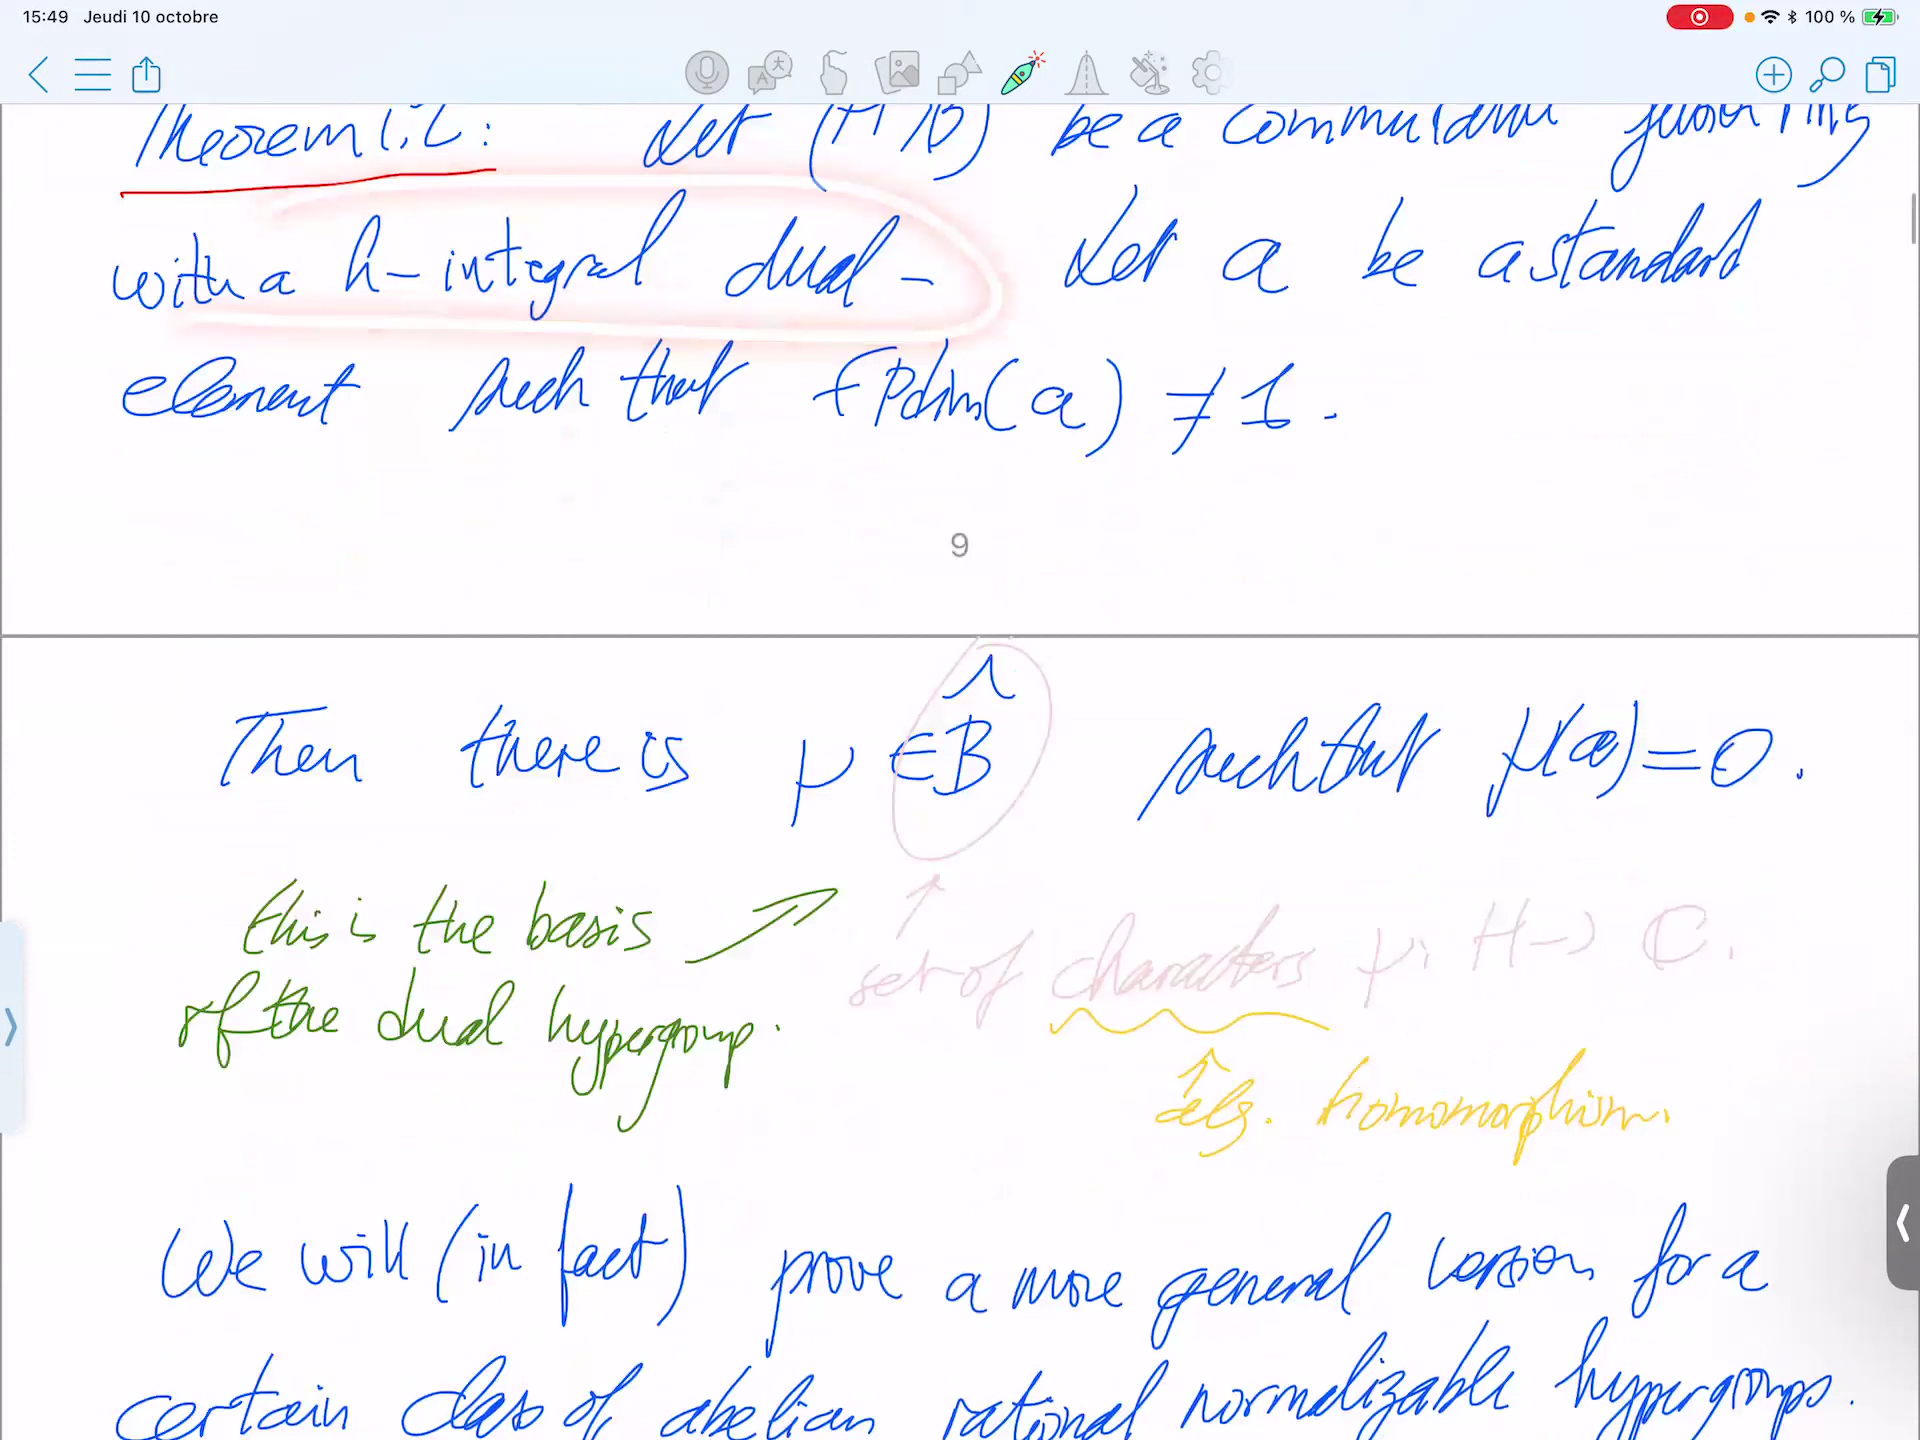 15:49 Jeudi 10 octobre 100 %
Theorem 1.2: Let (H, B) be a commutative fusion ring
with a h-integral dual - Let a be a standard
element such that FPdim(a) ≠ 1.
9
Then there is μ ∈ B̂ such that μ(a) = 0.
this is the basis
of the dual hypergroup.
set of characters μ: H → C.
alg. homomorphism.
We will (in fact) prove a more general version for a
certain class of abelian rational normalizable hypergroups.